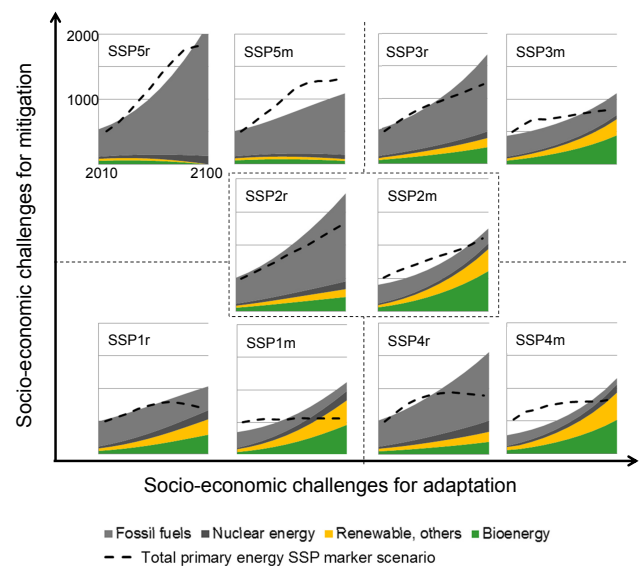 2000
SSP5r
SSP5m
SSP3r
SSP3m
1000
2010
2100
SSP2r
SSP2m
Socio-economic challenges for mitigation
SSP1r
SSP1m
SSP4r
SSP4m
Socio-economic challenges for adaptation
Fossil fuels
Nuclear energy
Renewable, others
Bioenergy
Total primary energy SSP marker scenario